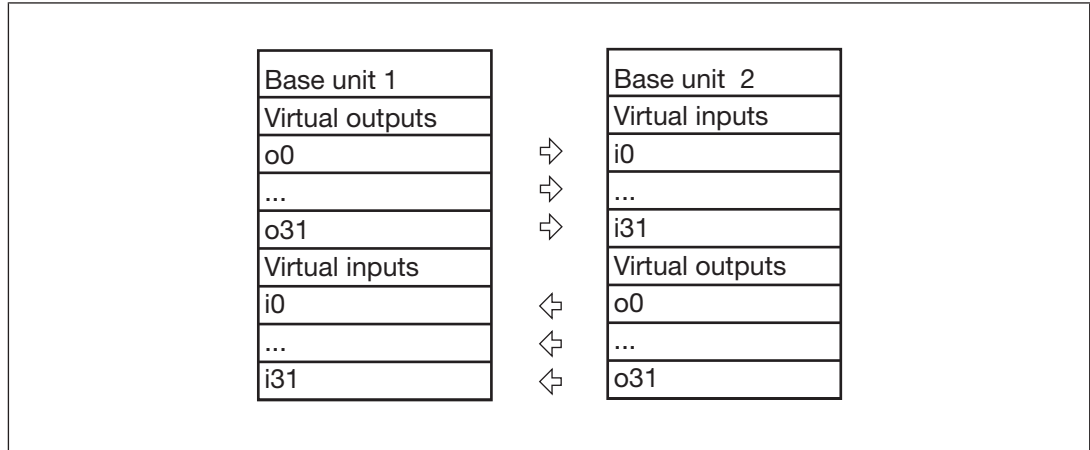 Base unit 1
Virtual outputs
o0
...
o31
Virtual inputs
i0
...
i31
Base unit 2
Virtual inputs
i0
...
i31
Virtual outputs
o0
...
o31